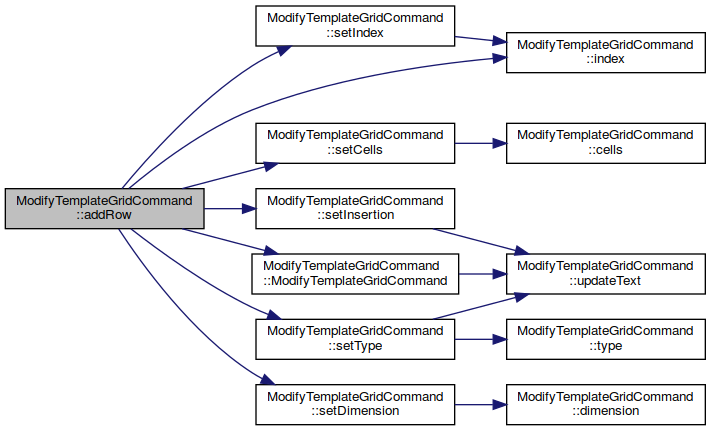 ModifyTemplateGridCommand
::setIndex
ModifyTemplateGridCommand
::index
ModifyTemplateGridCommand
::setCells
ModifyTemplateGridCommand
::cells
ModifyTemplateGridCommand
::addRow
ModifyTemplateGridCommand
::setInsertion
ModifyTemplateGridCommand
::ModifyTemplateGridCommand
ModifyTemplateGridCommand
::updateText
ModifyTemplateGridCommand
::setType
ModifyTemplateGridCommand
::type
ModifyTemplateGridCommand
::setDimension
ModifyTemplateGridCommand
::dimension